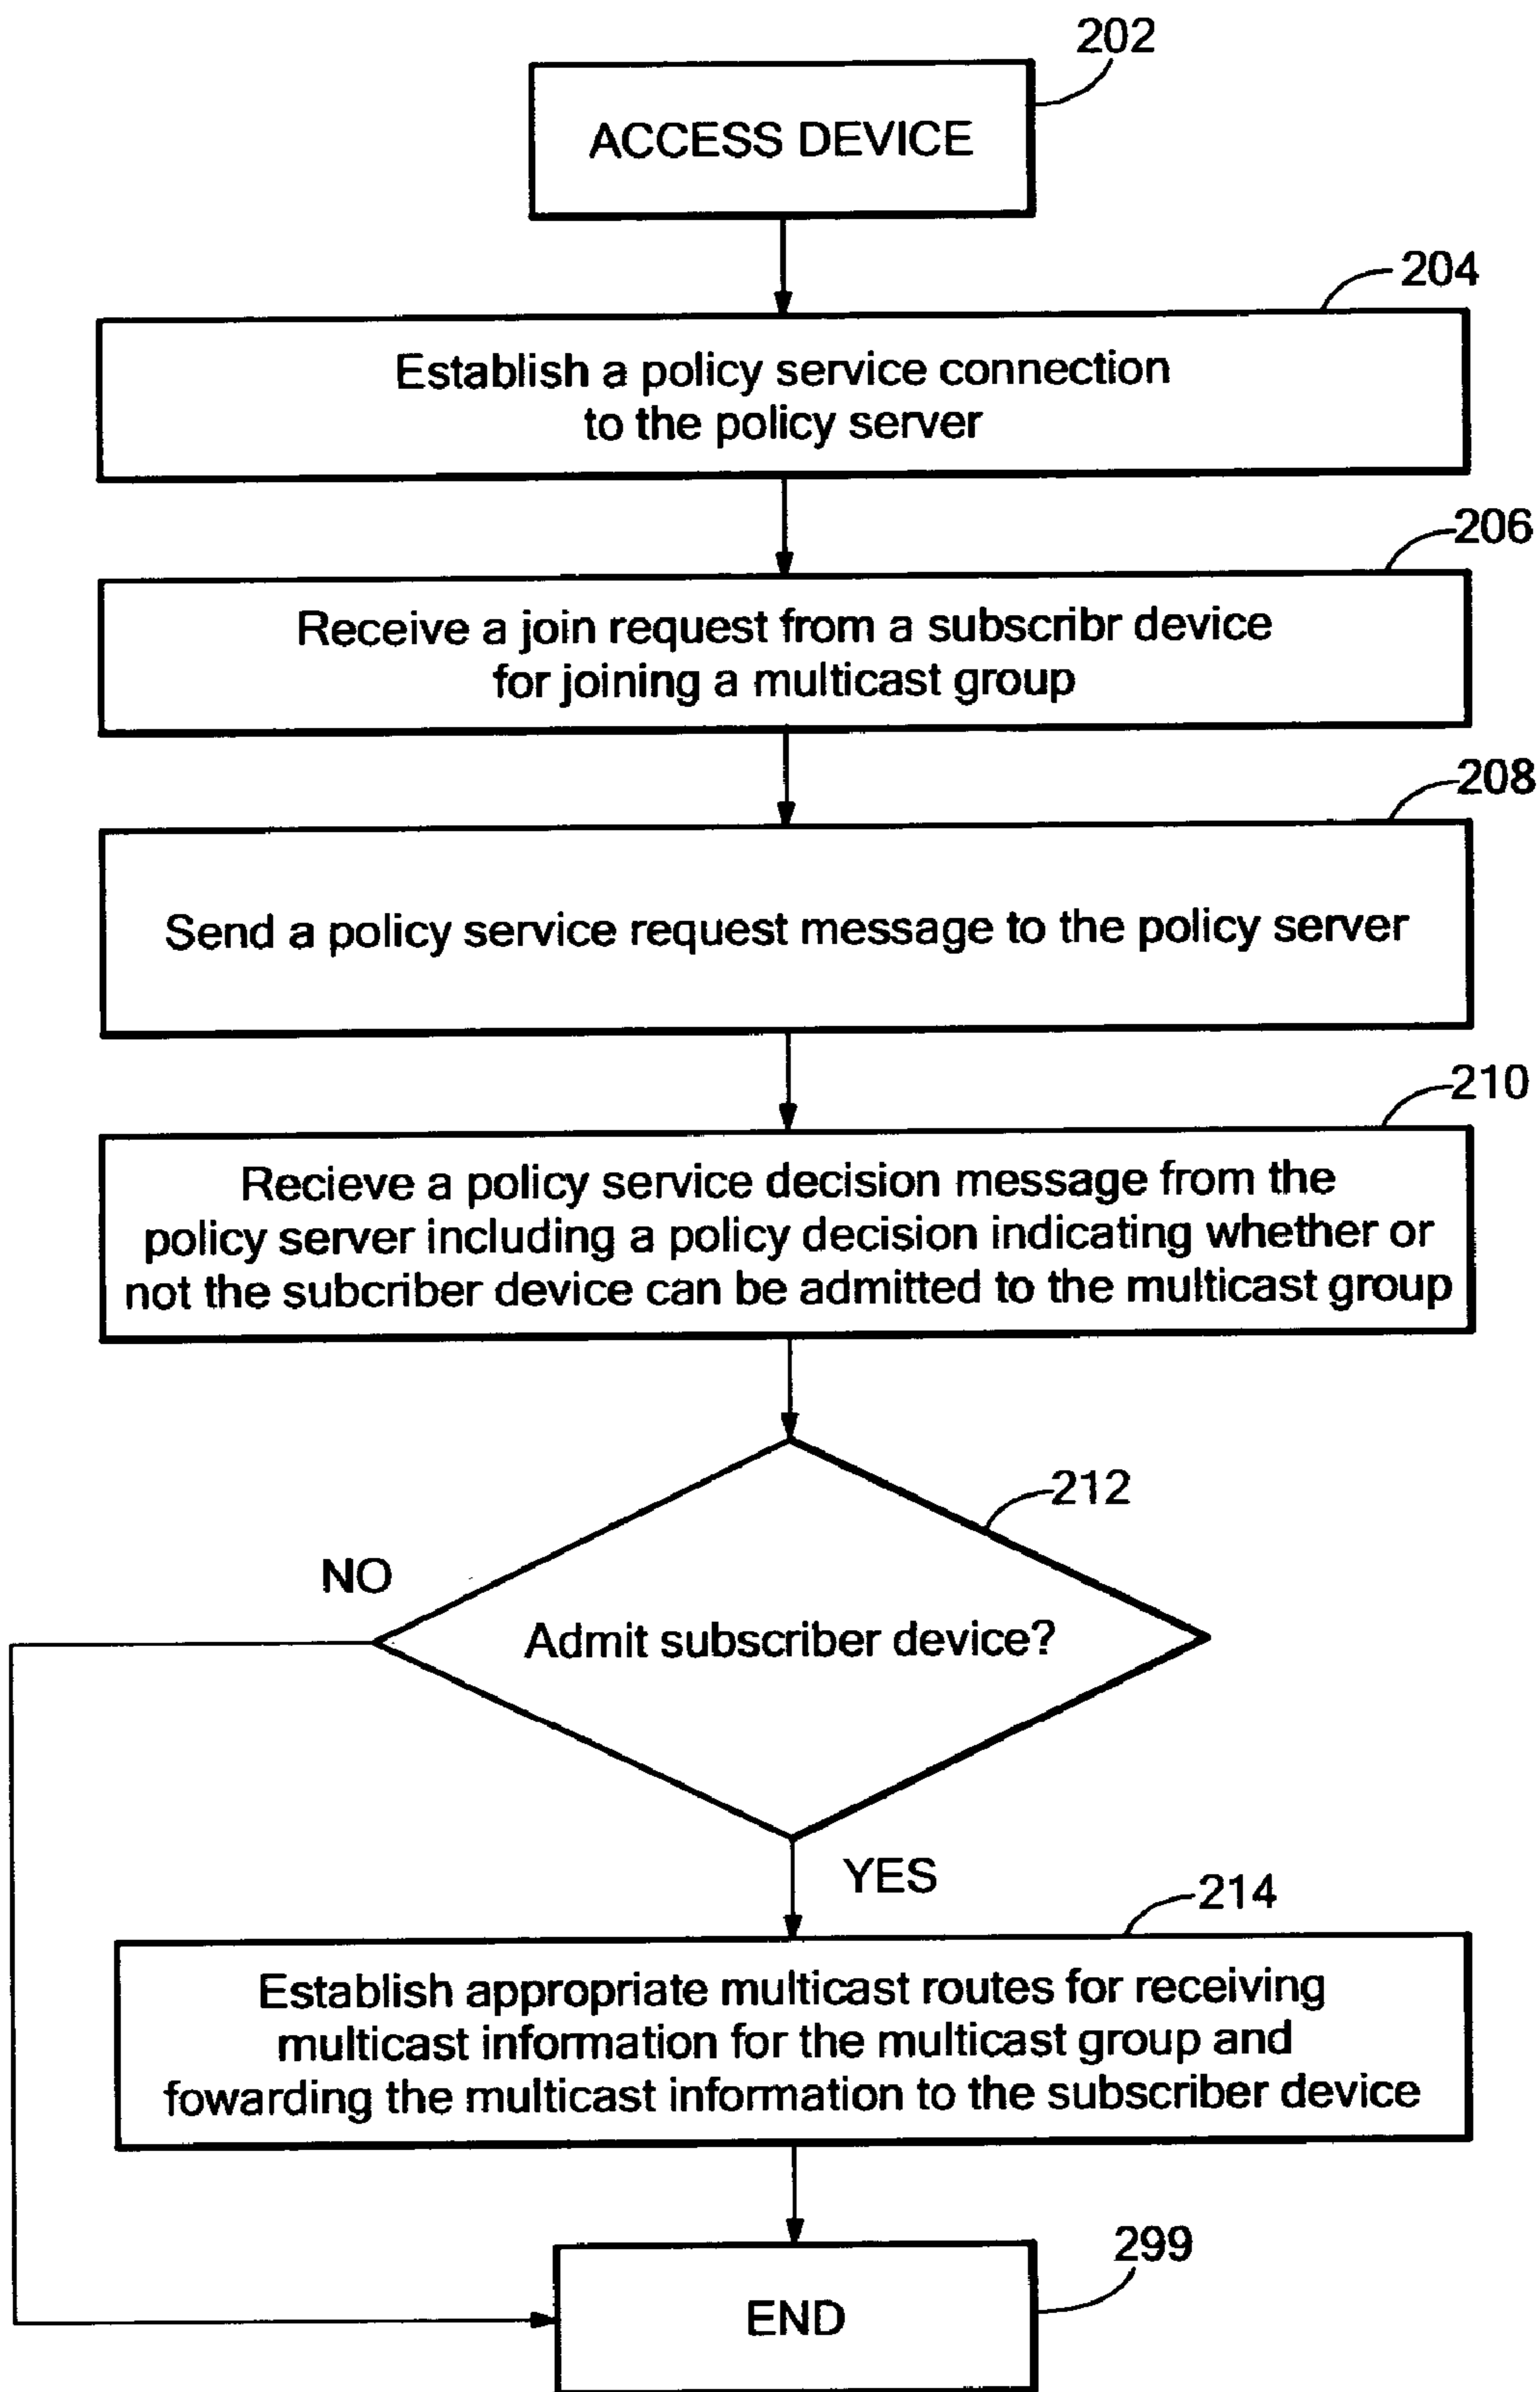 202
ACCESS DEVICE
204
Establish a policy service connection
to the policy server
206
Receive a join request from a subscribr device
for joining a multicast group
208
Send a policy service request message to the policy server
210
Recieve a policy service decision message from the
policy server including a policy decision indicating whether or
not the subcriber device can be admitted to the multicast group
212
NO
Admit subscriber device?
YES
214
Establish appropriate multicast routes for receiving
multicast information for the multicast group and
fowarding the multicast information to the subscriber device
299
END